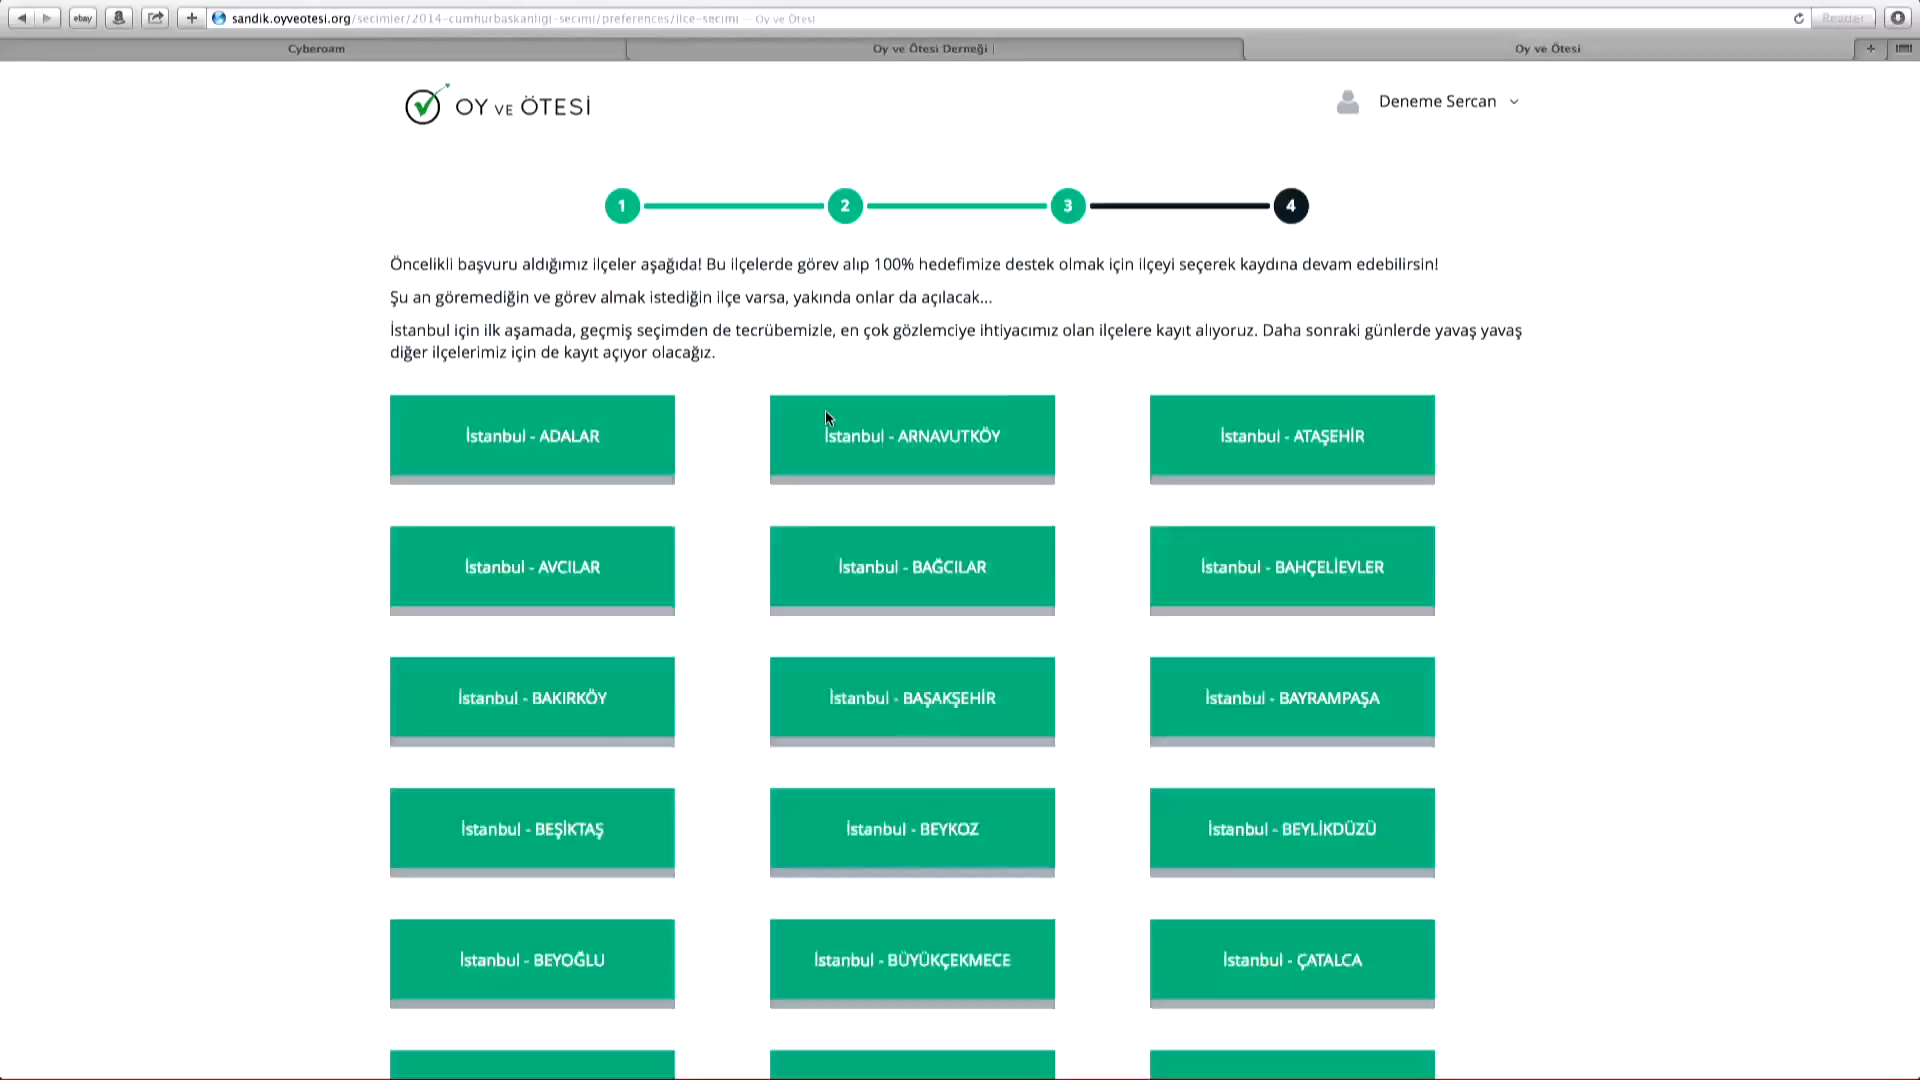 ebay
sandik.oyveotesi.org/secimler/2014-cumhurbaskanligi-secimi/preferences/ilce-secimi — Oy ve Ötesi
Reader
Cyberoam
Oy ve Ötesi Derneği |
Oy ve Ötesi
OY VE ÖTESİ
Deneme Sercan
1
2
3
4
Öncelikli başvuru aldığımız ilçeler aşağıda! Bu ilçelerde görev alıp 100% hedefimize destek olmak için ilçeyi seçerek kaydına devam edebilirsin!
Şu an göremediğin ve görev almak istediğin ilçe varsa, yakında onlar da açılacak...
İstanbul için ilk aşamada, geçmiş seçimden de tecrübemizle, en çok gözlemciye ihtiyacımız olan ilçelere kayıt alıyoruz. Daha sonraki günlerde yavaş yavaş
diğer ilçelerimiz için de kayıt açıyor olacağız.
İstanbul - ADALAR
İstanbul - ARNAVUTKÖY
İstanbul - ATAŞEHİR
İstanbul - AVCILAR
İstanbul - BAĞCILAR
İstanbul - BAHÇELİEVLER
İstanbul - BAKIRKÖY
İstanbul - BAŞAKŞEHİR
İstanbul - BAYRAMPAŞA
İstanbul - BEŞİKTAŞ
İstanbul - BEYKOZ
İstanbul - BEYLİKDÜZÜ
İstanbul - BEYOĞLU
İstanbul - BÜYÜKÇEKMECE
İstanbul - ÇATALCA